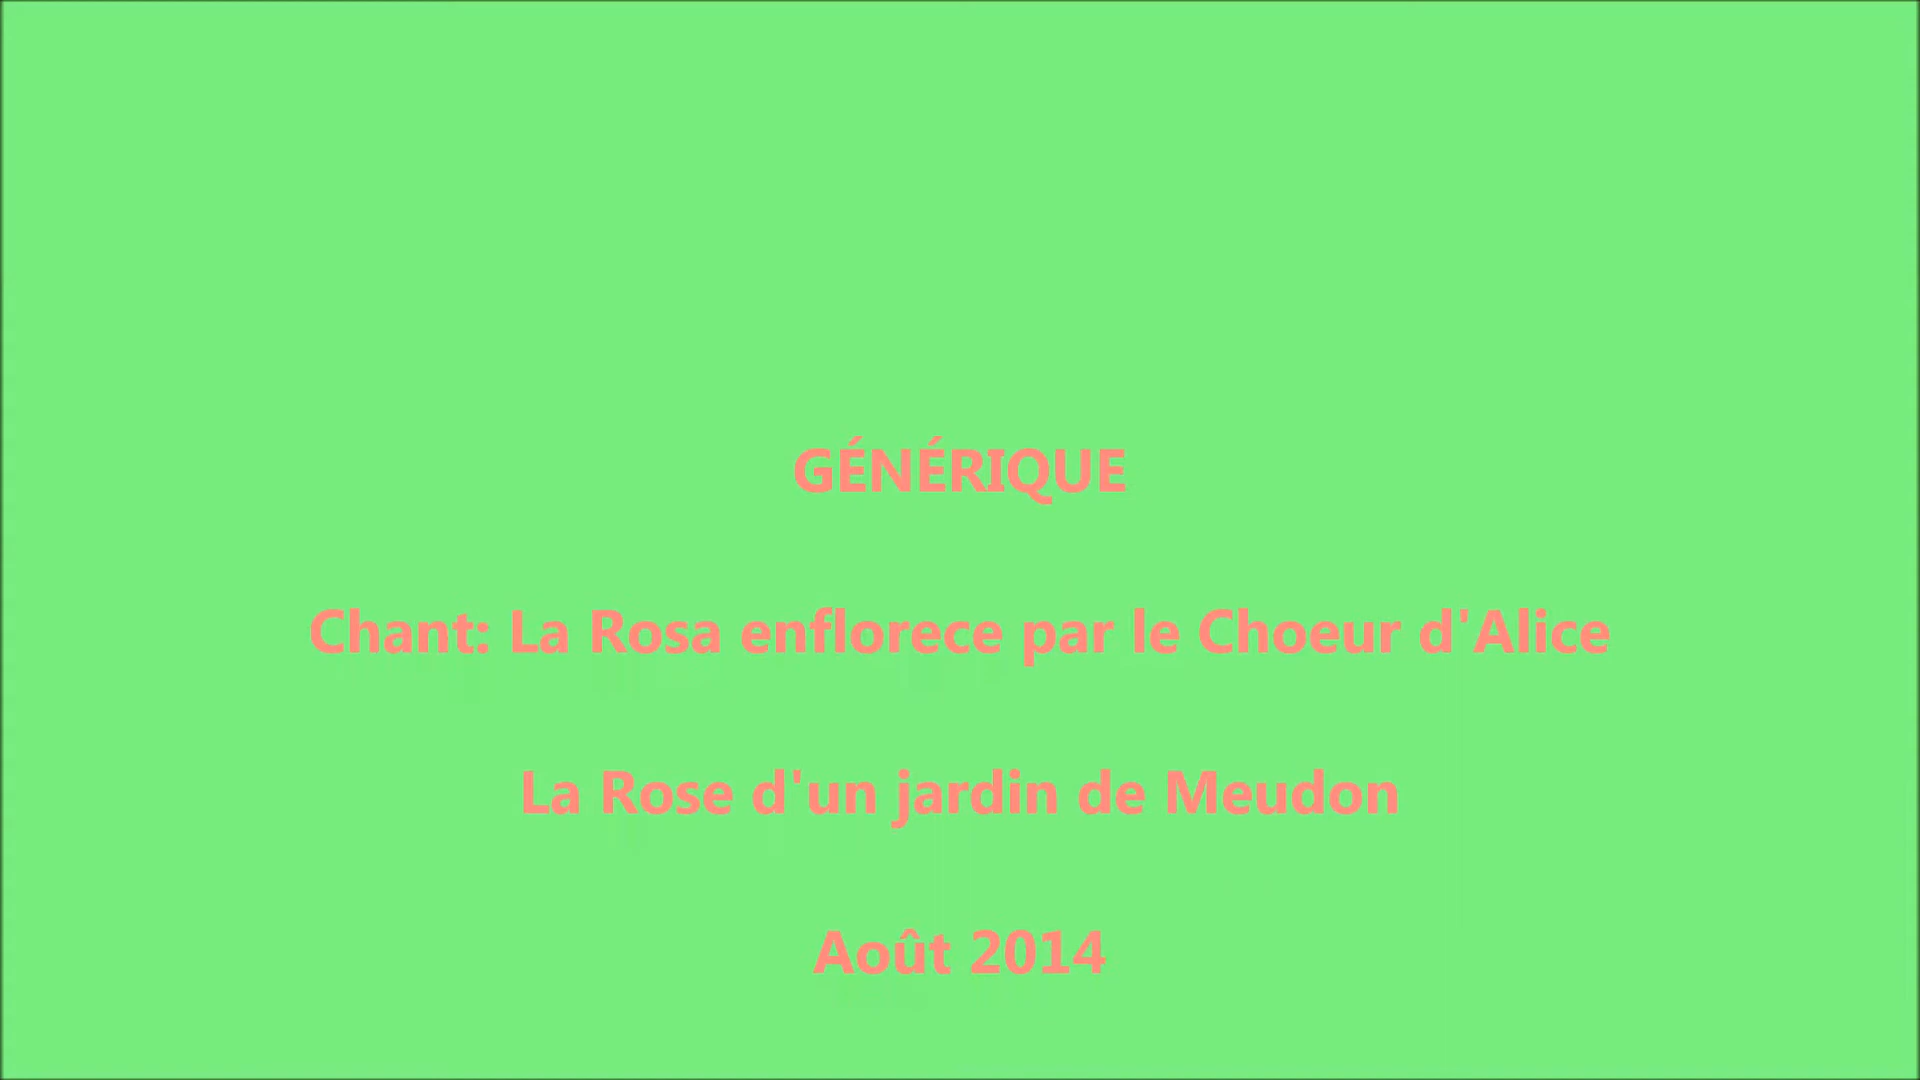 GÉNÉRIQUE
Chant: La Rosa enflorece par le Choeur d'Alice
La Rose d'un jardin de Meudon
Août 2014